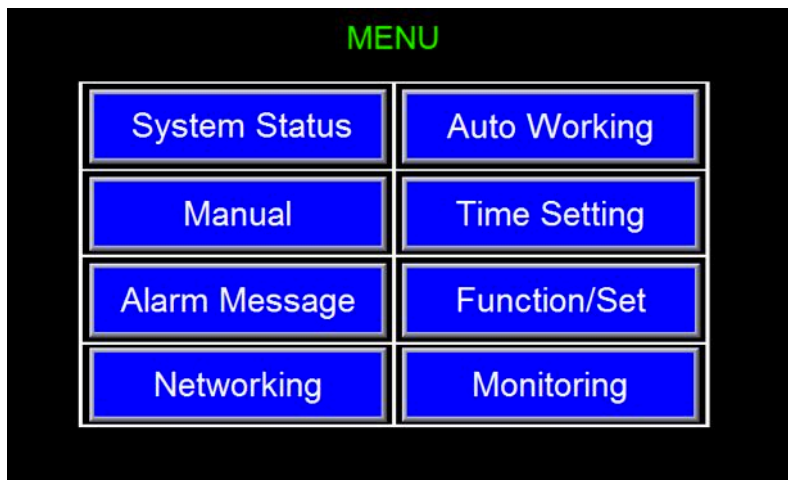 MENU
System Status
Auto Working
Manual
Time Setting
Alarm Message
Function/Set
Networking
Monitoring